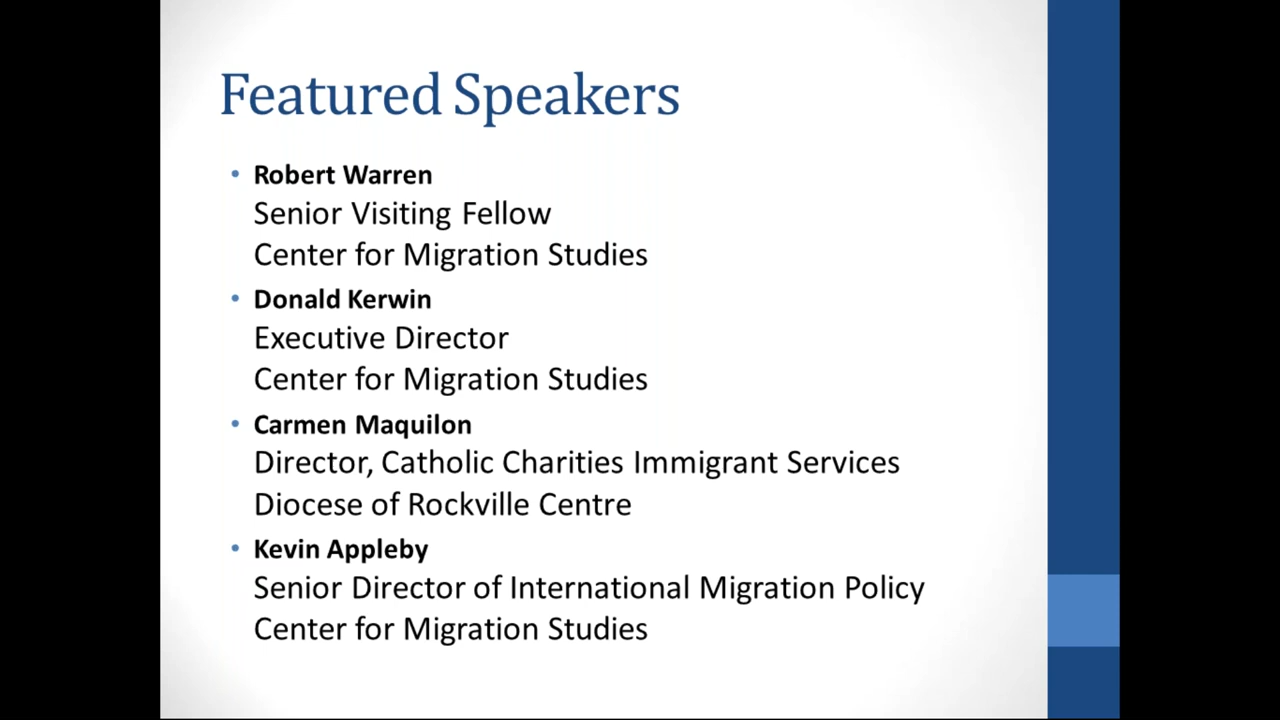 Featured Speakers
• Robert Warren
Senior Visiting Fellow
Center for Migration Studies
• Donald Kerwin
Executive Director
Center for Migration Studies
• Carmen Maquilon
Director, Catholic Charities Immigrant Services
Diocese of Rockville Centre
• Kevin Appleby
Senior Director of International Migration Policy
Center for Migration Studies